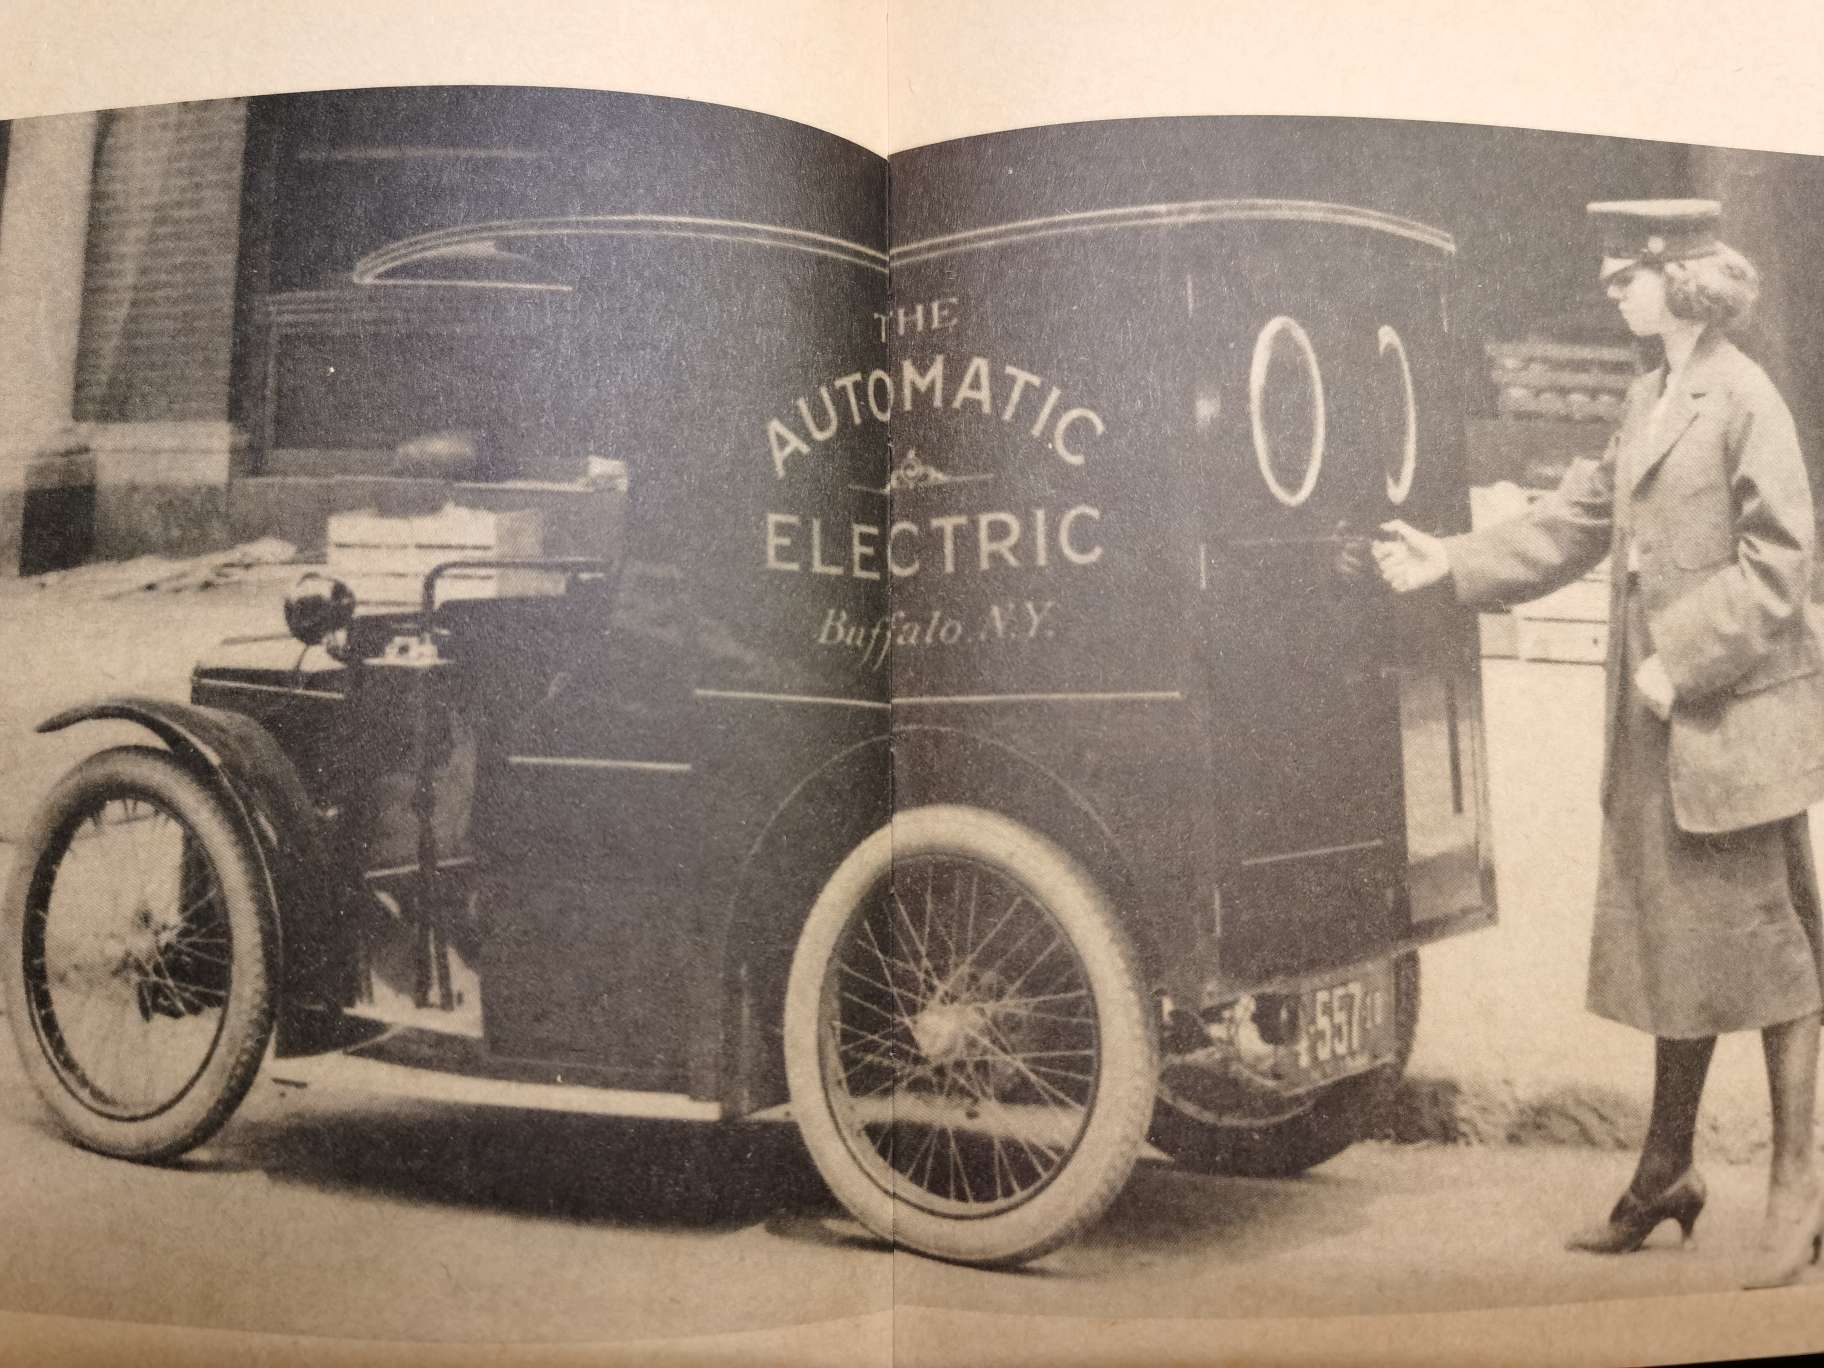 THE
AUTOMATIC
ELECTRIC
Buffalo, N.Y.
557